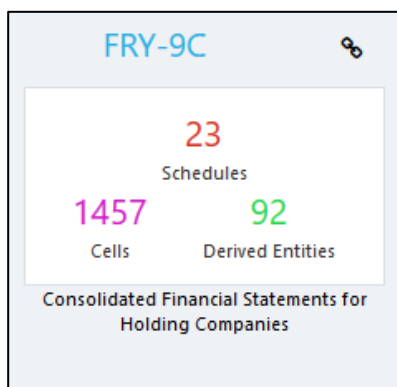 FRY-9C
23
Schedules
1457
92
Cells
Derived Entities
Consolidated Financial Statements for
Holding Companies